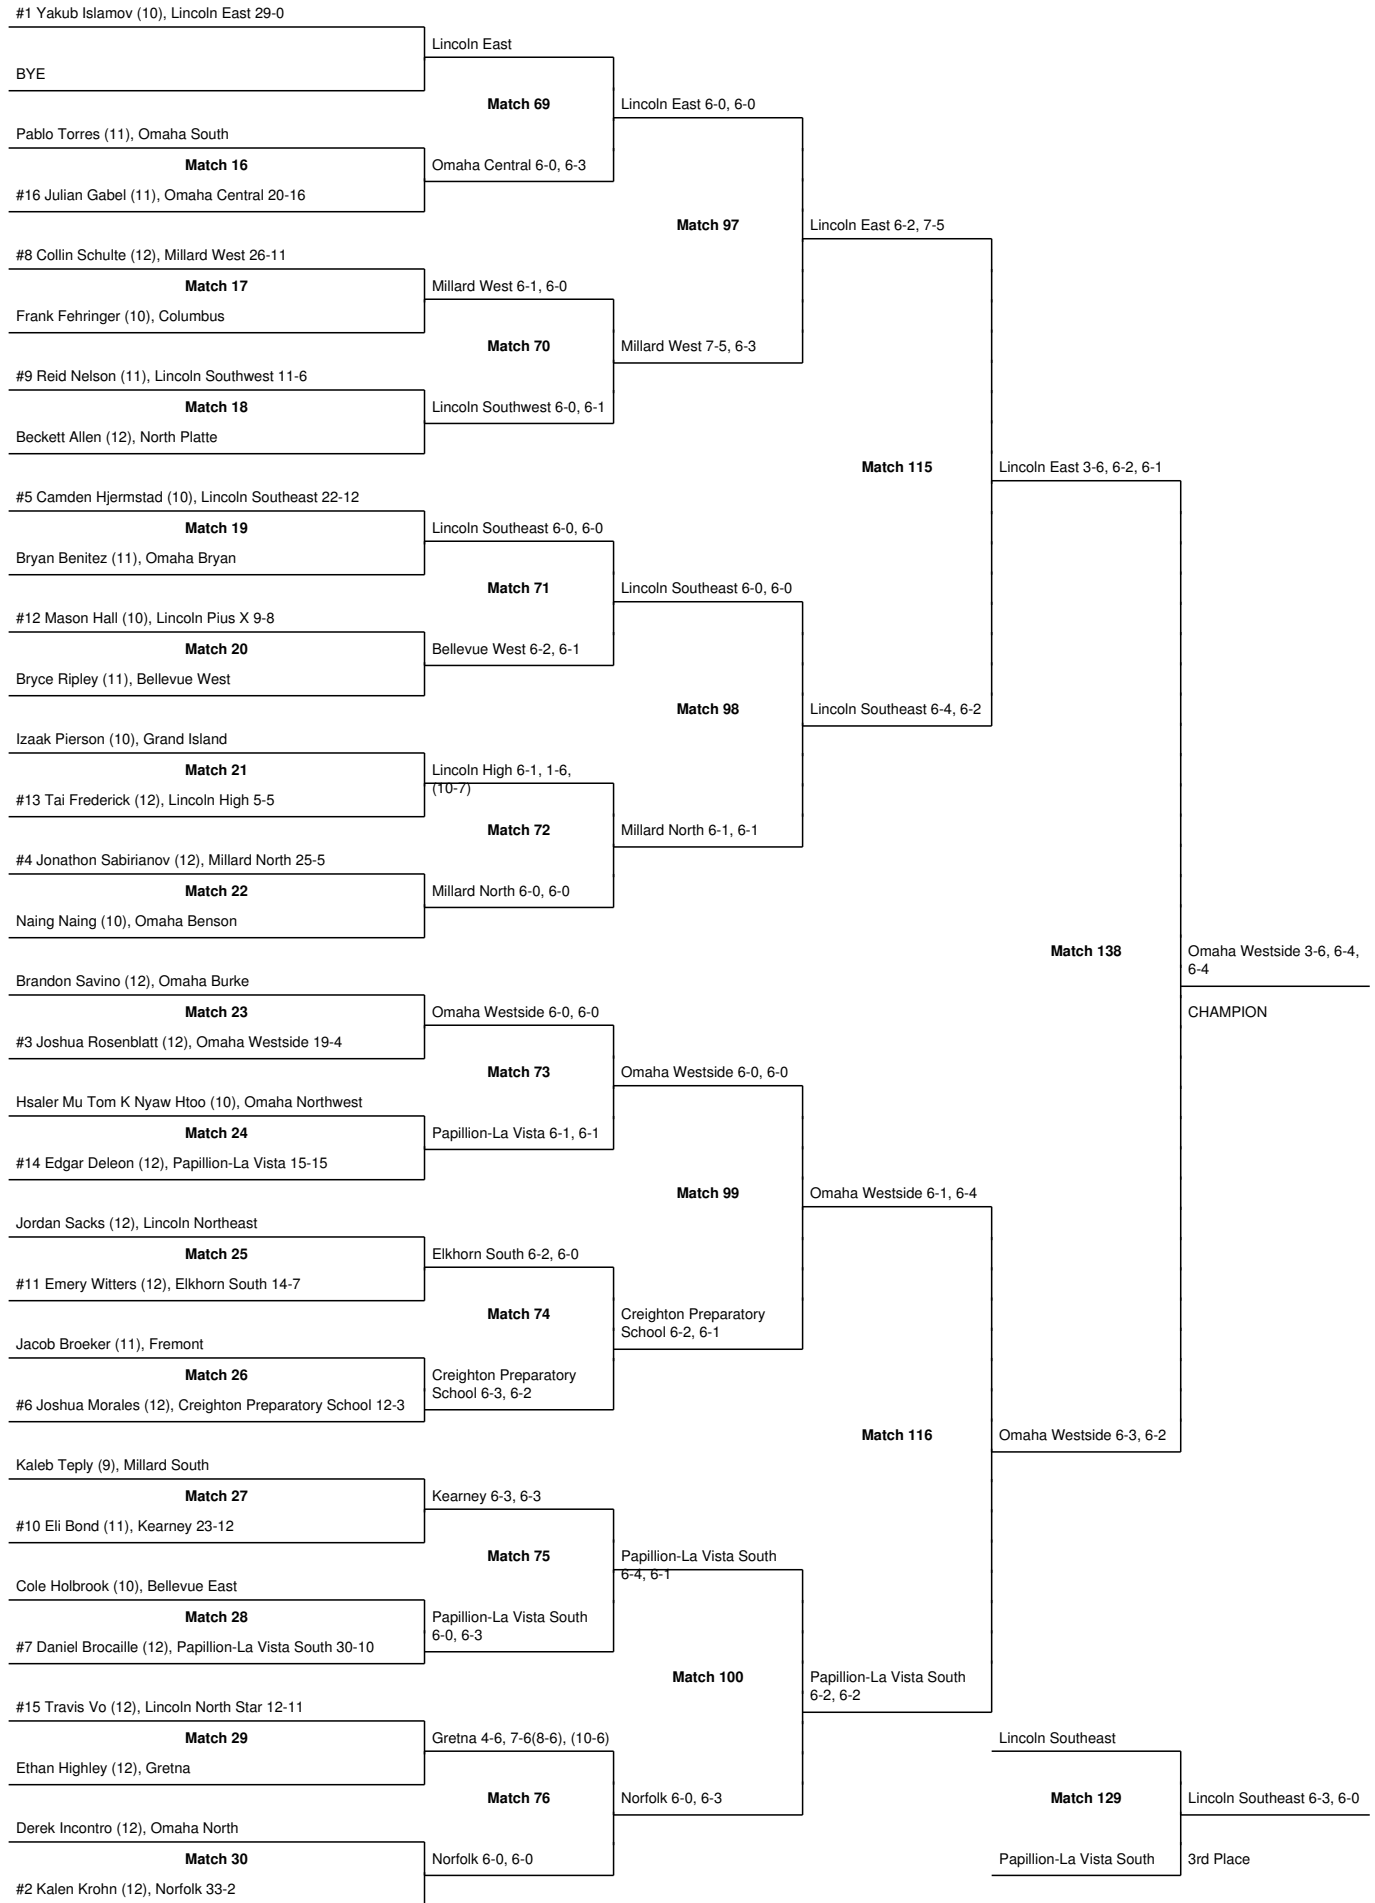 #1 Yakub Islamov (10), Lincoln East 29-0
Lincoln East
BYE
Match 69
Lincoln East 6-0, 6-0
Pablo Torres (11), Omaha South
Match 16
Omaha Central 6-0, 6-3
#16 Julian Gabel (11), Omaha Central 20-16
Match 97
Lincoln East 6-2, 7-5
#8 Collin Schulte (12), Millard West 26-11
Match 17
Millard West 6-1, 6-0
Frank Fehringer (10), Columbus
Match 70
Millard West 7-5, 6-3
#9 Reid Nelson (11), Lincoln Southwest 11-6
Match 18
Lincoln Southwest 6-0, 6-1
Beckett Allen (12), North Platte
Match 115
Lincoln East 3-6, 6-2, 6-1
#5 Camden Hjermstad (10), Lincoln Southeast 22-12
Match 19
Lincoln Southeast 6-0, 6-0
Bryan Benitez (11), Omaha Bryan
Match 71
Lincoln Southeast 6-0, 6-0
#12 Mason Hall (10), Lincoln Pius X 9-8
Match 20
Bellevue West 6-2, 6-1
Bryce Ripley (11), Bellevue West
Match 98
Lincoln Southeast 6-4, 6-2
Izaak Pierson (10), Grand Island
Match 21
Lincoln High 6-1, 1-6,
(10-7)
#13 Tai Frederick (12), Lincoln High 5-5
Match 72
Millard North 6-1, 6-1
#4 Jonathon Sabirianov (12), Millard North 25-5
Match 22
Millard North 6-0, 6-0
Naing Naing (10), Omaha Benson
Match 138
Omaha Westside 3-6, 6-4,
6-4
CHAMPION
Brandon Savino (12), Omaha Burke
Match 23
Omaha Westside 6-0, 6-0
#3 Joshua Rosenblatt (12), Omaha Westside 19-4
Match 73
Omaha Westside 6-0, 6-0
Hsaler Mu Tom K Nyaw Htoo (10), Omaha Northwest
Match 24
Papillion-La Vista 6-1, 6-1
#14 Edgar Deleon (12), Papillion-La Vista 15-15
Match 99
Omaha Westside 6-1, 6-4
Jordan Sacks (12), Lincoln Northeast
Match 25
Elkhorn South 6-2, 6-0
#11 Emery Witters (12), Elkhorn South 14-7
Match 74
Creighton Preparatory
School 6-2, 6-1
Jacob Broeker (11), Fremont
Match 26
Creighton Preparatory
School 6-3, 6-2
#6 Joshua Morales (12), Creighton Preparatory School 12-3
Match 116
Omaha Westside 6-3, 6-2
Kaleb Teply (9), Millard South
Match 27
Kearney 6-3, 6-3
#10 Eli Bond (11), Kearney 23-12
Match 75
Papillion-La Vista South
6-4, 6-1
Cole Holbrook (10), Bellevue East
Match 28
Papillion-La Vista South
6-0, 6-3
#7 Daniel Brocaille (12), Papillion-La Vista South 30-10
Match 100
Papillion-La Vista South
6-2, 6-2
#15 Travis Vo (12), Lincoln North Star 12-11
Match 29
Gretna 4-6, 7-6(8-6), (10-6)
Lincoln Southeast
Ethan Highley (12), Gretna
Match 76
Norfolk 6-0, 6-3
Match 129
Lincoln Southeast 6-3, 6-0
Derek Incontro (12), Omaha North
Match 30
Norfolk 6-0, 6-0
Papillion-La Vista South
3rd Place
#2 Kalen Krohn (12), Norfolk 33-2